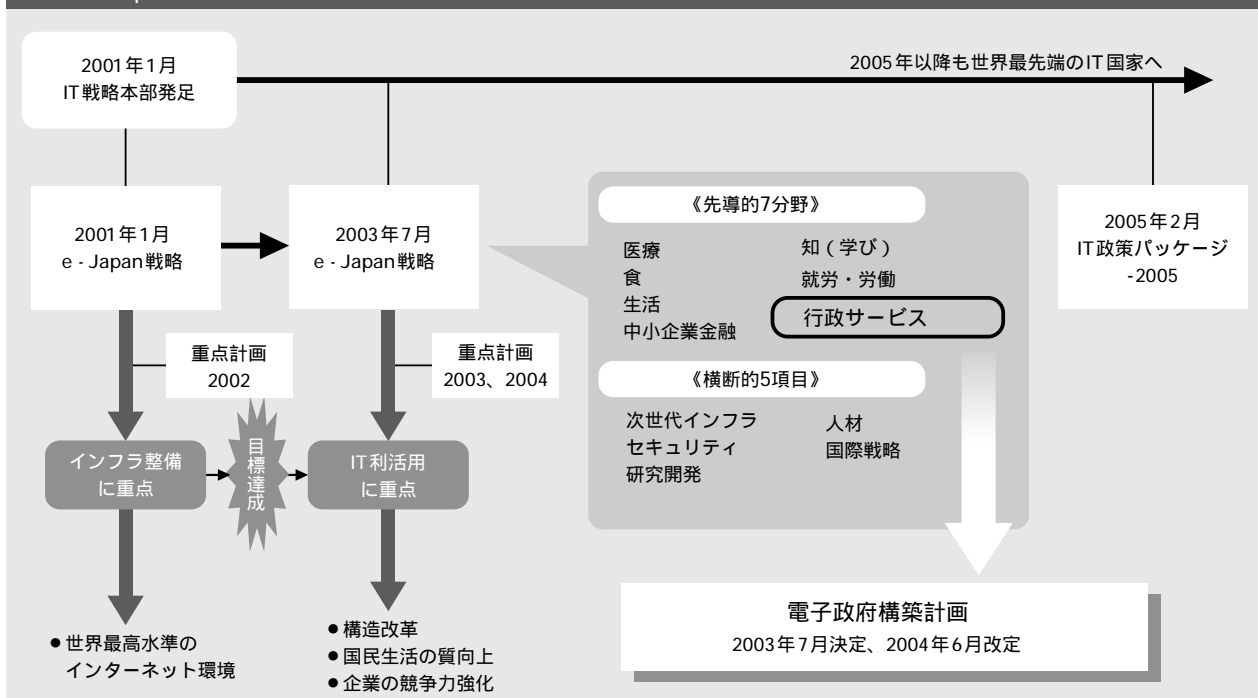 2001年1月
IT戦略本部発足
2005年以降も世界最先端のIT国家へ
2001年1月
e - Japan戦略
2003年7月
e - Japan戦略
《先導的7分野》
医療
食
生活
中小企業金融
知(学び)
就労・労働
行政サービス
《横断的5項目》
次世代インフラ
セキュリティ
研究開発
人材
国際戦略
2005年2月
IT政策パッケージ
-2005
重点計画
2002
重点計画
2003、2004
インフラ整備
に重点
目標達成
IT利活用
に重点
●世界最高水準の
インターネット環境
●構造改革
●国民生活の質向上
●企業の競争力強化
電子政府構築計画
2003年7月決定、2004年6月改定